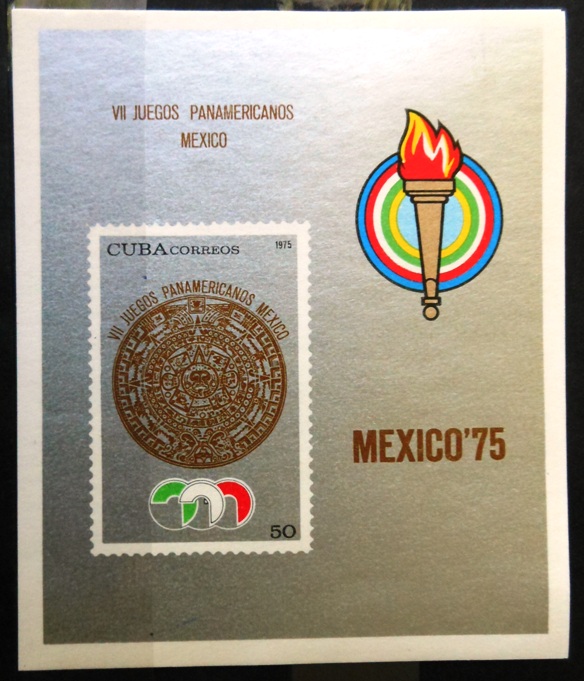 VII JUEGOS PANAMERICANOS
MEXICO
CUBA CORREOS 1975
VII JUEGOS PANAMERICANOS MEXICO
50
MEXICO'75